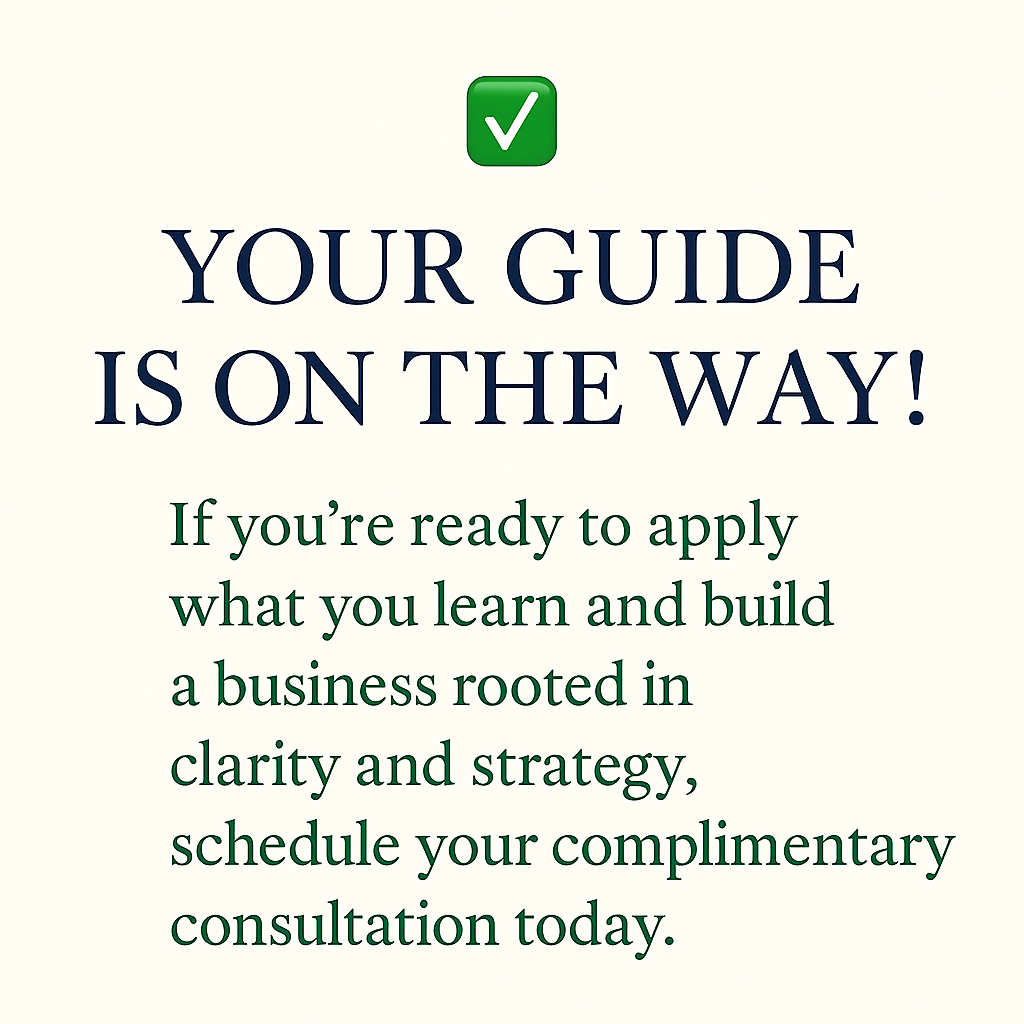 YOUR GUIDE
IS ON THE WAY!
If you’re ready to apply
what you learn and build
a business rooted in
clarity and strategy,
schedule your complimentary
consultation today.